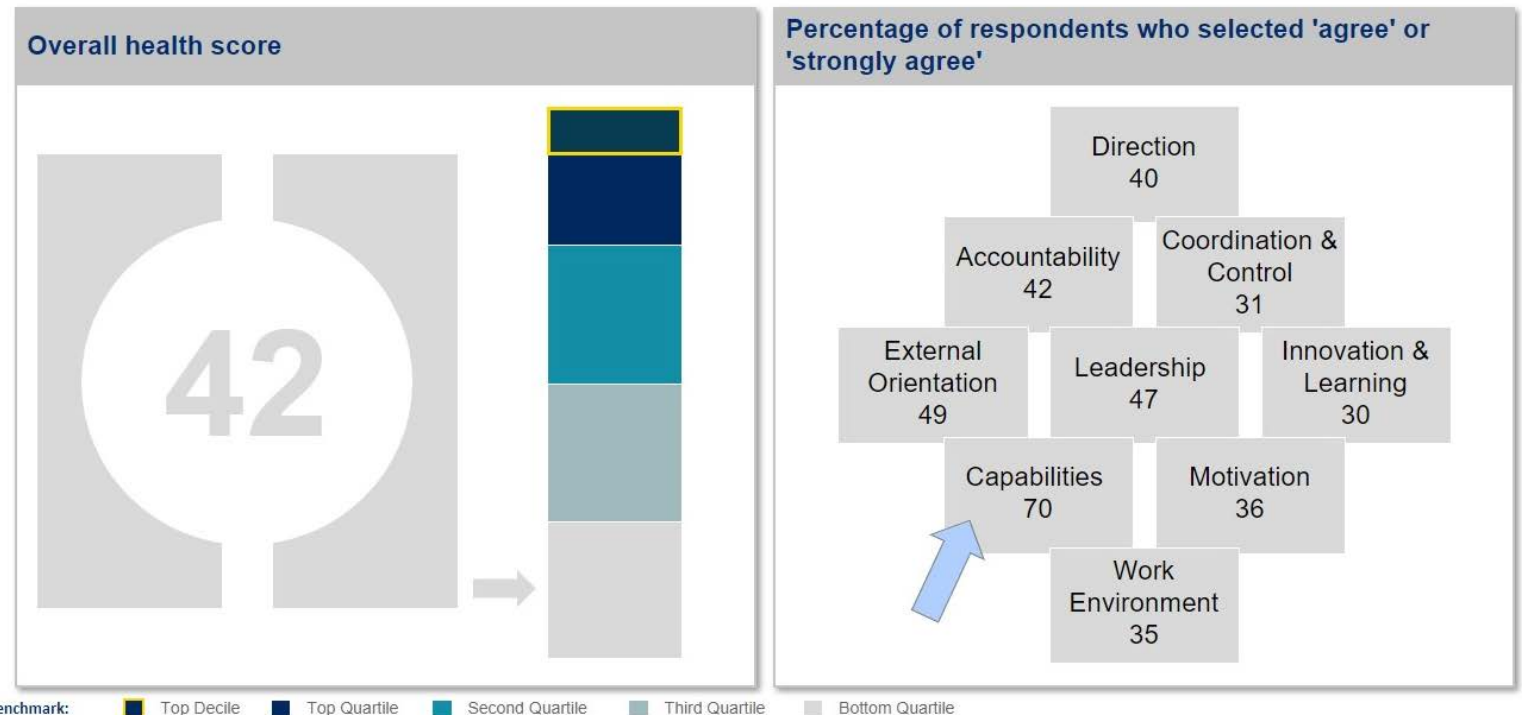 Overall health score
42
Percentage of respondents who selected 'agree' or
'strongly agree'
Direction
40
Accountability
42
Coordination &
Control
31
External
Orientation
49
Leadership
47
Innovation &
Learning
30
Capabilities
70
Motivation
36
Work
Environment
35
enchmark: Top Decile Top Quartile Second Quartile Third Quartile Bottom Quartile